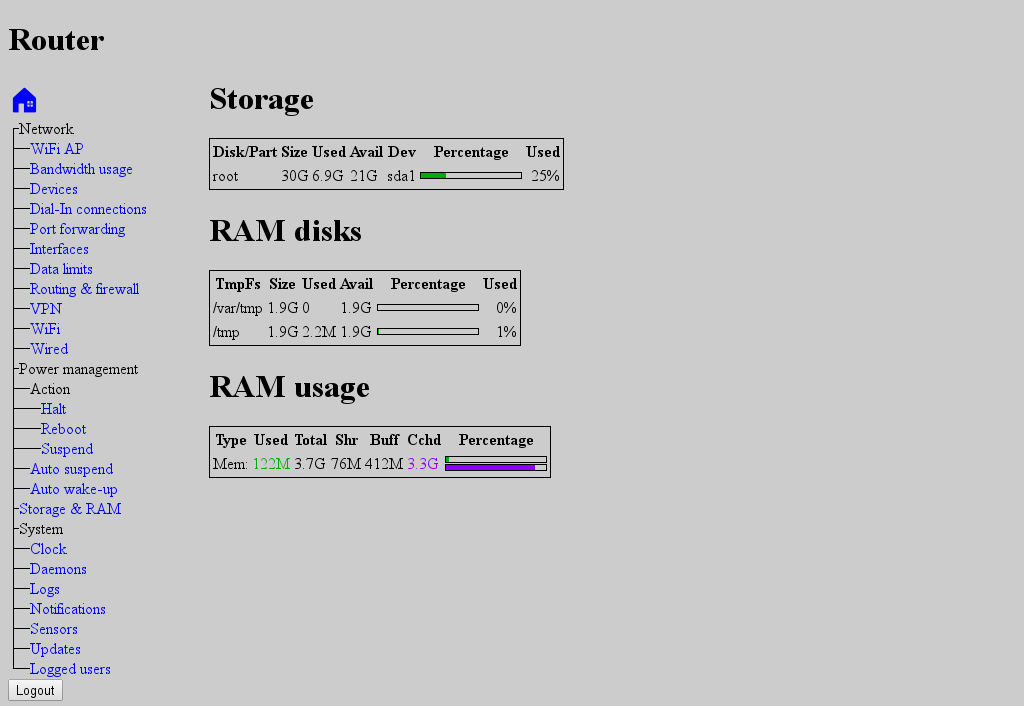 Router
Network
WiFi AP
Bandwidth usage
Devices
Dial-In connections
Port forwarding
Interfaces
Data limits
Routing & firewall
VPN
WiFi
Wired
Power management
Action
Halt
Reboot
Suspend
Auto suspend
Auto wake-up
Storage & RAM
System
Clock
Daemons
Logs
Notifications
Sensors
Updates
Logged users
Logout
Storage
Disk/Part Size Used Avail Dev Percentage Used
root 30G 6.9G 21G sda1 25%
RAM disks
TmpFs Size Used Avail Percentage Used
/var/tmp 1.9G 0 1.9G 0%
/tmp 1.9G 2.2M 1.9G 1%
RAM usage
Type Used Total Shr Buff Cchd Percentage
Mem: 122M 3.7G 76M 412M 3.3G